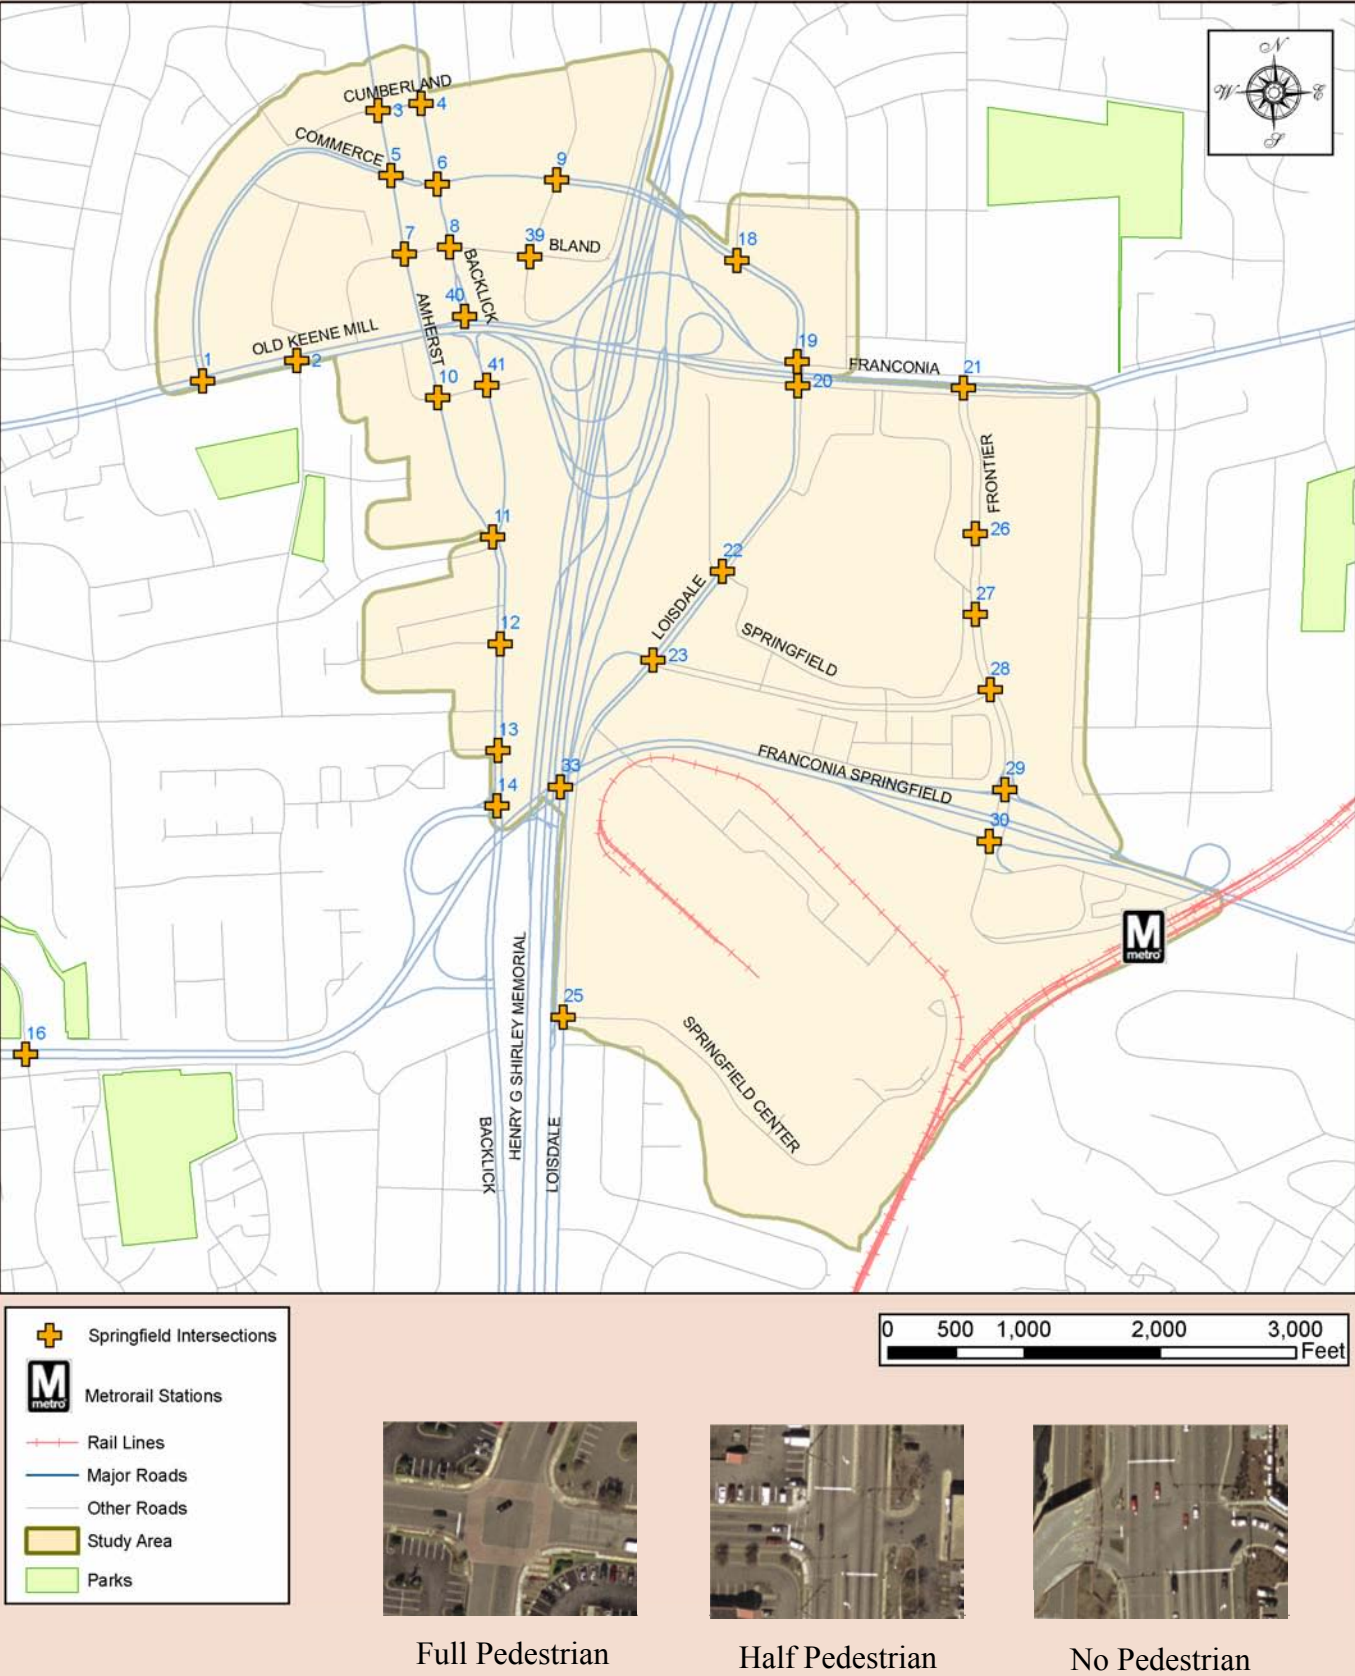 N
W
E
S
CUMBERLAND
3
4
COMMERCE
5
6
9
7
8
39
BLAND
18
BACKLICK
40
AMHERST
OLD KEENE MILL
1
2
10
41
19
FRANCONIA
21
20
FRONTIER
11
26
22
LOISDALE
27
12
SPRINGFIELD
23
28
13
FRANCONIA SPRINGFIELD
33
29
14
30
M
metro
25
16
HENRY G SHIRLEY MEMORIAL
SPRINGFIELD CENTER
BACKLICK
LOISDALE
Springfield Intersections
M
metro
Metrorail Stations
Rail Lines
Major Roads
Other Roads
Study Area
Parks
0 500 1,000 2,000 3,000
Feet
Full Pedestrian
Half Pedestrian
No Pedestrian